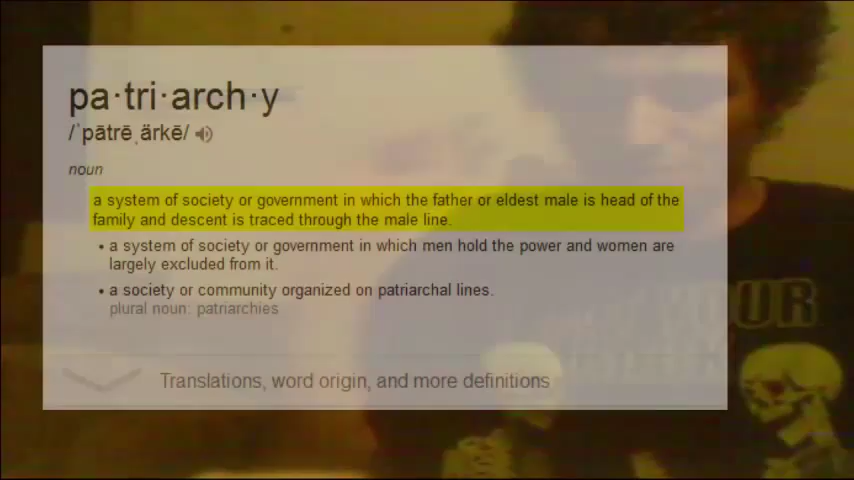 pa·tri·arch·y
/ˈpātrēˌärkē/
noun
a system of society or government in which the father or eldest male is head of the
family and descent is traced through the male line.
• a system of society or government in which men hold the power and women are
largely excluded from it.
• a society or community organized on patriarchal lines.
plural noun: patriarchies
Translations, word origin, and more definitions